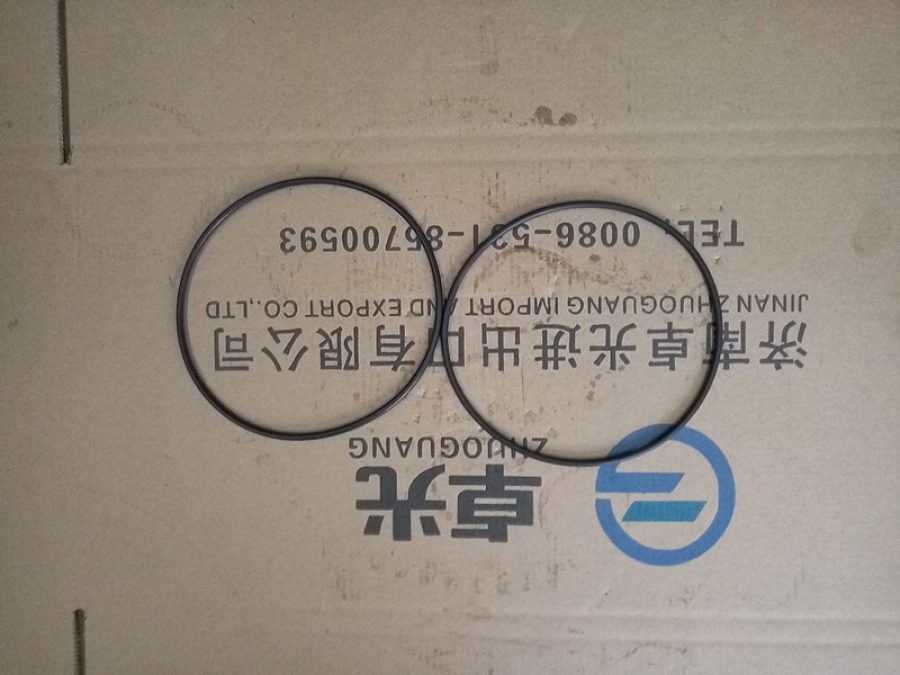 卓光
ZHUOGUANG
济南卓光进出口有限公司
JINAN ZHUOGUANG IMPORT AND EXPORT CO.,LTD
TEL: 0086-531-85700593